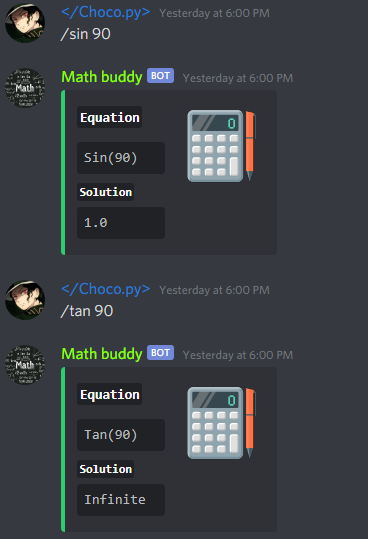 </Choco.py> Yesterday at 6:00 PM
/sin 90
Math buddy BOT Yesterday at 6:00 PM
Equation
0
Sin(90)
Solution
1.0
</Choco.py> Yesterday at 6:00 PM
/tan 90
Math buddy BOT Yesterday at 6:00 PM
Equation
0
Tan(90)
Solution
Infinite
Math
Math